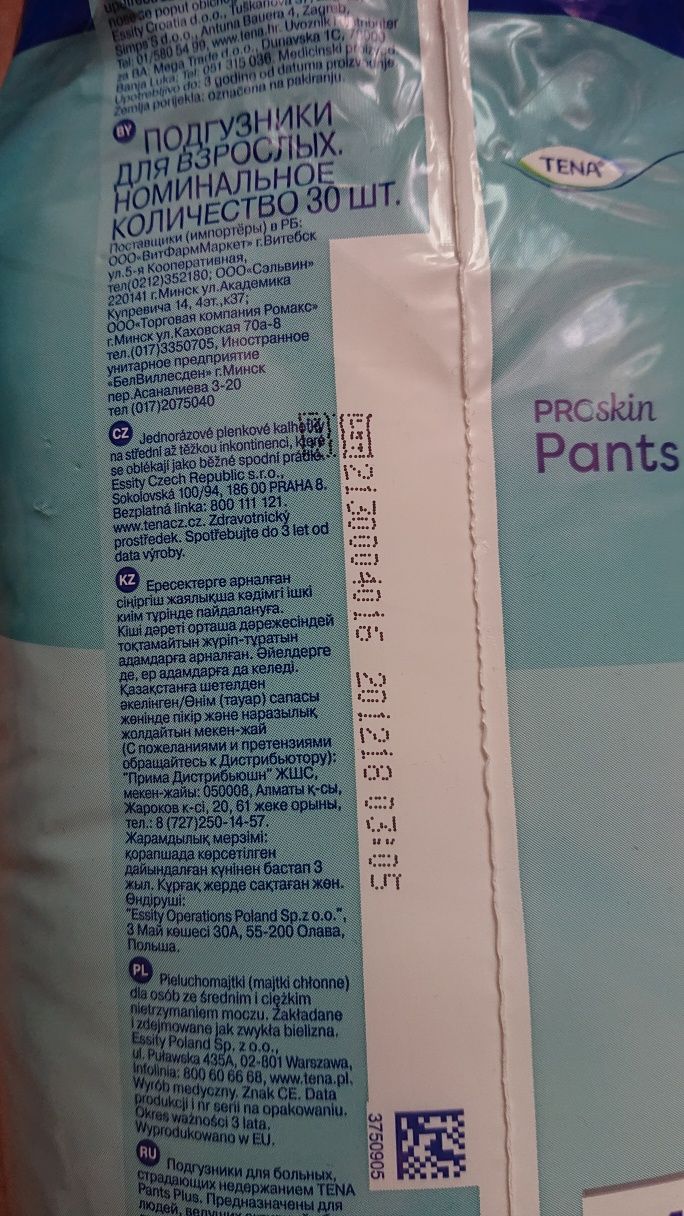 nose se poput obične
Essity Croatia d.o.o., Tuškanova 37,
Simps'S d.o.o., Antuna Bauera 4, Zagreb,
Tel: 01/580 54 99, www.tena.hr. Uvoznik i
za BA: Mega Trade d.o.o., Dunavska 1C, 78000
Banja Luka; Tel: 051 315 036. Medicinski proizvod.
Upotrebljivo do: 3 godine od datuma proizvodnje.
Zemlja porijekla: označena na pakiranju.
BY ПОДГУЗНИКИ
ДЛЯ ВЗРОСЛЫХ.
НОМИНАЛЬНОЕ
КОЛИЧЕСТВО 30 ШТ.
Поставщики (импортёры) в РБ:
ООО«ВитФармМаркет» г.Витебск
ул.5-я Кооперативная,
тел(0212)352180; ООО«Сэльвин»
220141 г.Минск ул.Академика
Купревича 14, 4эт.,к37;
ООО«Торговая компания Ромакс»
г.Минск ул.Каховская 70а-8
тел.(017)3350705, Иностранное
унитарное предприятие
«БелВиллесден» г.Минск
пер.Асаналиева 3-20
тел (017)2075040
CZ Jednorázové plenkové kalhotky
na střední až těžkou inkontinenci, které
se oblékají jako běžné spodní prádlo.
Essity Czech Republic s.r.o.,
Sokolovská 100/94, 186 00 PRAHA 8.
Bezplatná linka: 800 111 121.
www.tenacz.cz. Zdravotnický
prostředek. Spotřebujte do 3 let od
data výroby.
KZ Ересектерге арналған
сіңіргіш жаялықша кәдімгі ішкі
киім түрінде пайдалануға.
Кіші дәреті орташа дәрежесіндей
тоқтамайтын жүріп-тұратын
адамдарға арналған. Әйелдерге
де, ер адамдарға да келеді.
Қазақстанға шетелден
әкелінген/Өнім (тауар) сапасы
жөнінде пікір және наразылық
жолдайтын мекен-жай
(С пожеланиями и претензиями
обращайтесь к Дистрибьютору):
"Прима Дистрибьюшн" ЖШС,
мекен-жайы: 050008, Алматы қ-сы,
Жароков к-сі, 20, 61 жеке орыны,
тел.: 8 (727)250-14-57.
Жарамдылық мерзімі:
қорапшада көрсетілген
дайындалған күнінен бастап 3
жыл. Құрғақ жерде сақтаған жөн.
Өндіруші:
"Essity Operations Poland Sp.z o.o.",
3 Май көшесі 30А, 55-200 Олава,
Польша.
PL Pieluchomajtki (majtki chłonne)
dla osób ze średnim i ciężkim
nietrzymaniem moczu. Zakładane
i zdejmowane jak zwykła bielizna.
Essity Poland Sp. z o.o.,
ul. Puławska 435A, 02-801 Warszawa,
Infolinia: 800 60 66 68, www.tena.pl.
Wyrób medyczny. Znak CE. Data
produkcji i nr serii na opakowaniu.
Okres ważności 3 lata.
Wyprodukowano w EU.
RU Подгузники для больных,
страдающих недержанием TENA
Pants Plus. Предназначены для
людей, ведущих
2130004016 201218 03:05
3750905
TENA®
PROskin
Pants